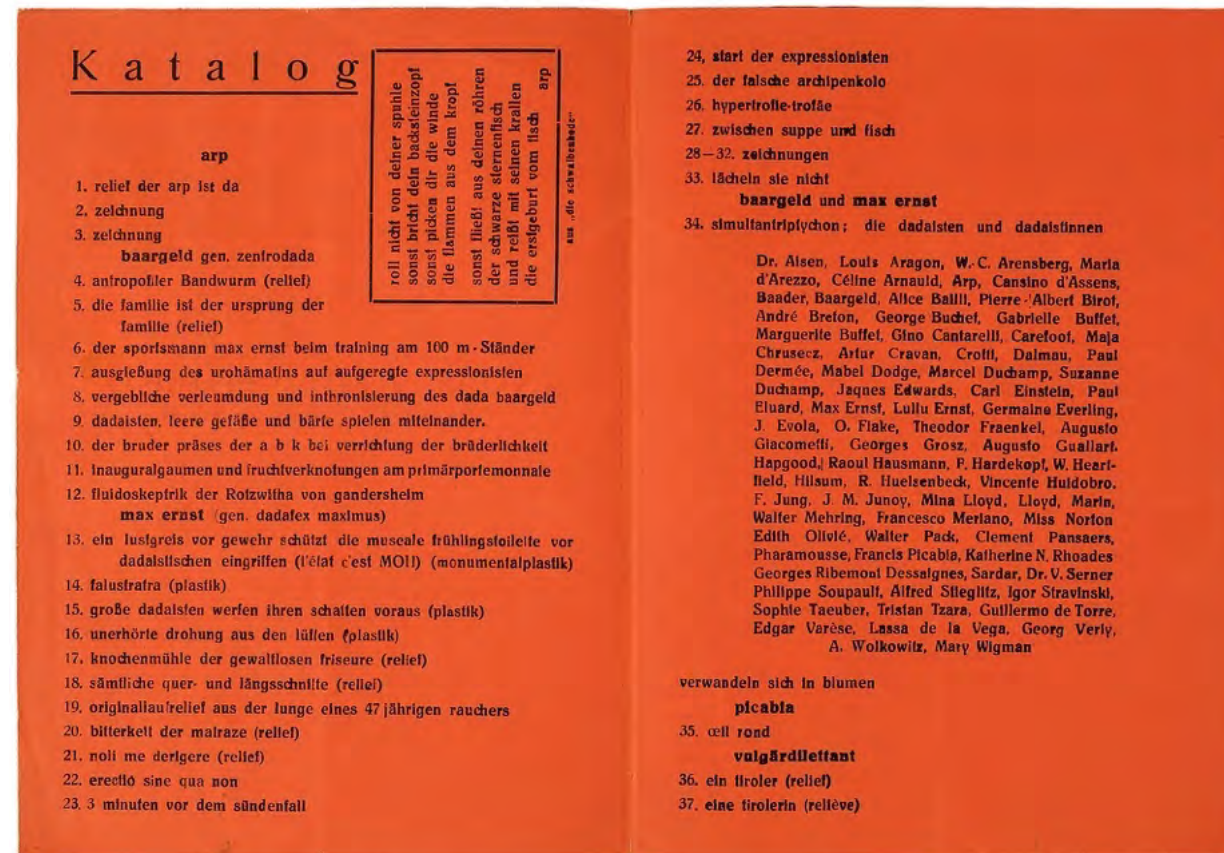 Katalog
roll nicht von deiner spuhle
sonst bricht dein backsteinzopf
sonst picken dir die winde
die flammen aus dem kropf
sonst fließt aus deinen röhren
der schwarze sternenfisch
und reißt mit seinen krallen
die erstgeburt vom tisch arp
aus „die schwalbenhode“
arp
1. relief der arp ist da
2. zeichnung
3. zeichnung
baargeld gen. zentrodada
4. antropofiler Bandwurm (relief)
5. die familie ist der ursprung der
familie (relief)
6. der sportsmann max ernst beim training am 100 m-Ständer
7. ausgießung des urohämatins auf aufgeregte expressionisten
8. vergebliche verleumdung und inthronisierung des dada baargeld
9. dadaisten, leere gefäße und bärte spielen miteinander.
10. der bruder präses der a b k bei verrichtung der brüderlichkeit
11. inauguralgaumen und fruchtverknotungen am primärportemonnale
12. fluidoskeptrik der Rotzwitha von gandersheim
max ernst (gen. dadafex maximus)
13. ein lustgreis vor gewehr schützt die museale frühlingstoilette vor
dadaistischen eingriffen (l'état c'est MOI!) (monumentalplastik)
14. falustratra (plastik)
15. große dadaisten werfen ihren schatten voraus (plastik)
16. unerhörte drohung aus den lüften (plastik)
17. knochenmühle der gewaltlosen friseure (relief)
18. sämtliche quer- und längsschnitte (relief)
19. originallaufrelief aus der lunge eines 47 jährigen rauchers
20. bitterkeit der matraze (relief)
21. noli me derigere (relief)
22. erectio sine qua non
23. 3 minuten vor dem sündenfall
24, start der expressionisten
25. der falsche archipenkolo
26. hypertrofie-trofäe
27. zwischen suppe und fisch
28–32. zeichnungen
33. lächeln sie nicht
baargeld und max ernst
34. simultantriptychon; die dadaisten und dadaistinnen
Dr. Aisen, Louis Aragon, W.-C. Arensberg, Maria
d'Arezzo, Céline Arnauld, Arp, Cansino d'Assens,
Baader, Baargeld, Alice Bailli, Pierre-Albert Birot,
André Breton, George Buchet, Gabrielle Buffet,
Marguerite Buffet, Gino Cantarelli, Carefoot, Maja
Chrusecz, Artur Cravan, Crotti, Dalmau, Paul
Dermée, Mabel Dodge, Marcel Duchamp, Suzanne
Duchamp, Jaqnes Edwards, Carl Einstein, Paul
Eluard, Max Ernst, Lullu Ernst, Germaine Everling,
J. Evola, O. Flake, Theodor Fraenkel, Augusto
Giacometti, Georges Grosz, Augusto Guallart.
Hapgood, Raoul Hausmann, F. Hardekopf, W. Heart-
field, Hilsum, R. Huelsenbeck, Vincente Huidobro,
F. Jung, J. M. Junoy, Mina Lloyd, Lloyd, Marin,
Walter Mehring, Francesco Meriano, Miss Norton
Edith Olivié, Walter Pack, Clement Pansaers,
Pharamousse, Francis Picabia, Katherine N. Rhoades
Georges Ribemont Dessaignes, Sardar, Dr. V. Serner
Philippe Soupault, Alfred Stieglitz, Igor Stravinski,
Sophie Taeuber, Tristan Tzara, Guillermo de Torre,
Edgar Varèse, Lassa de la Vega, Georg Verly,
A. Wolkowitz, Mary Wigman
verwandeln sich in blumen
picabia
35. œil rond
vulgärdilettant
36. ein tiroler (relief)
37. eine tirolerin (reliève)